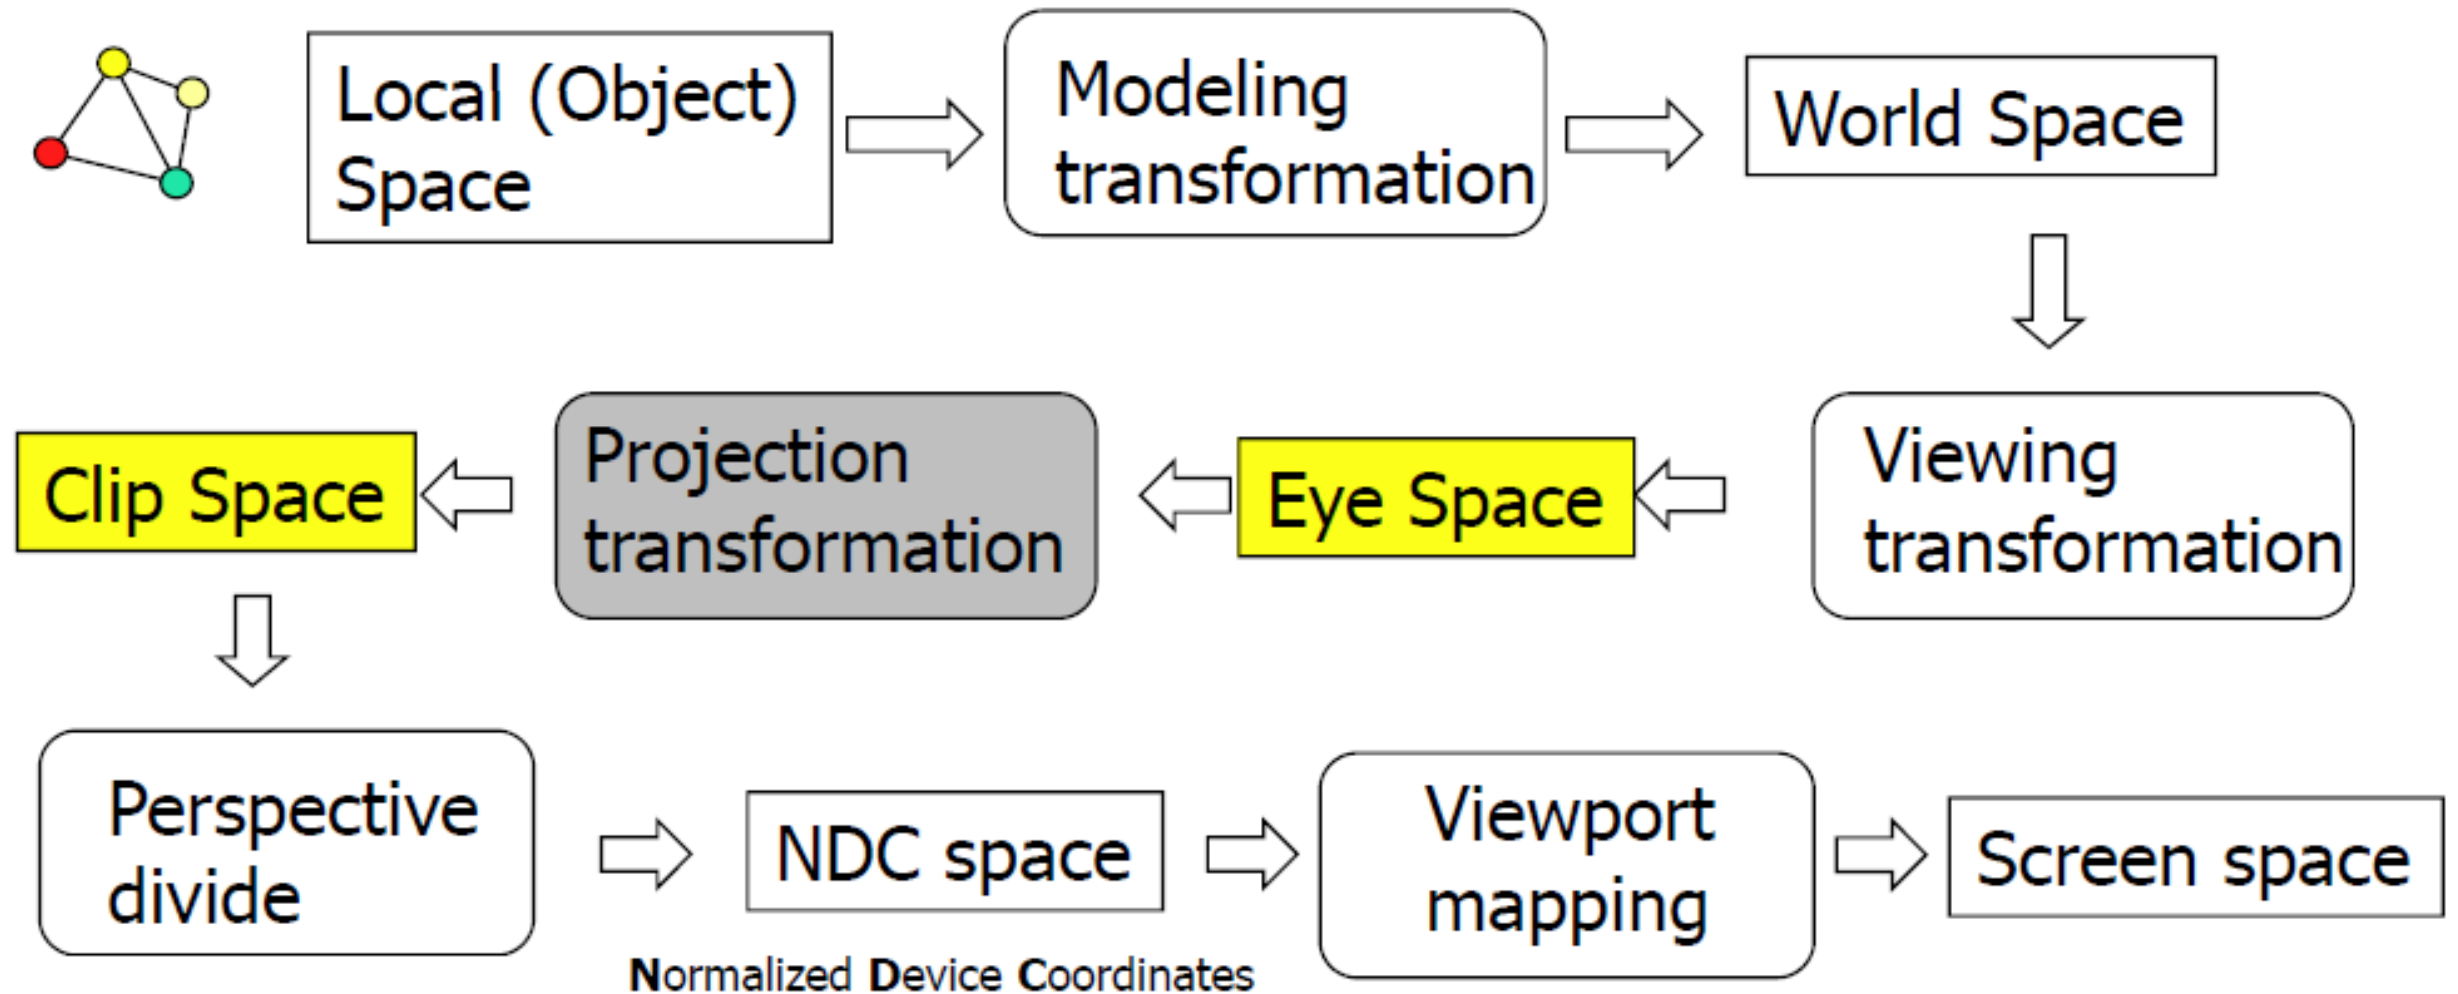 Local (Object)
Space
Modeling
transformation
World Space
Clip Space
Projection
transformation
Eye Space
Viewing
transformation
Perspective
divide
NDC space
Normalized Device Coordinates
Viewport
mapping
Screen space